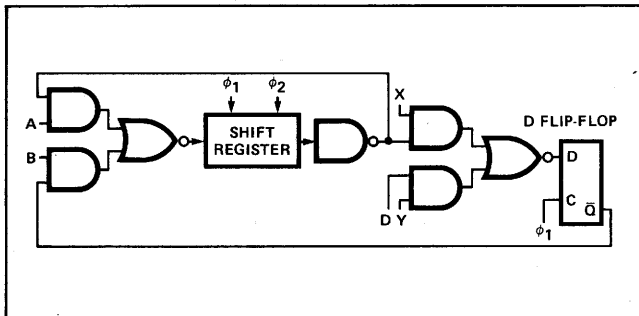 ϕ1 ϕ2
X
D FLIP-FLOP
A
SHIFT
REGISTER
B
D
C
Q̅
D Y
ϕ1